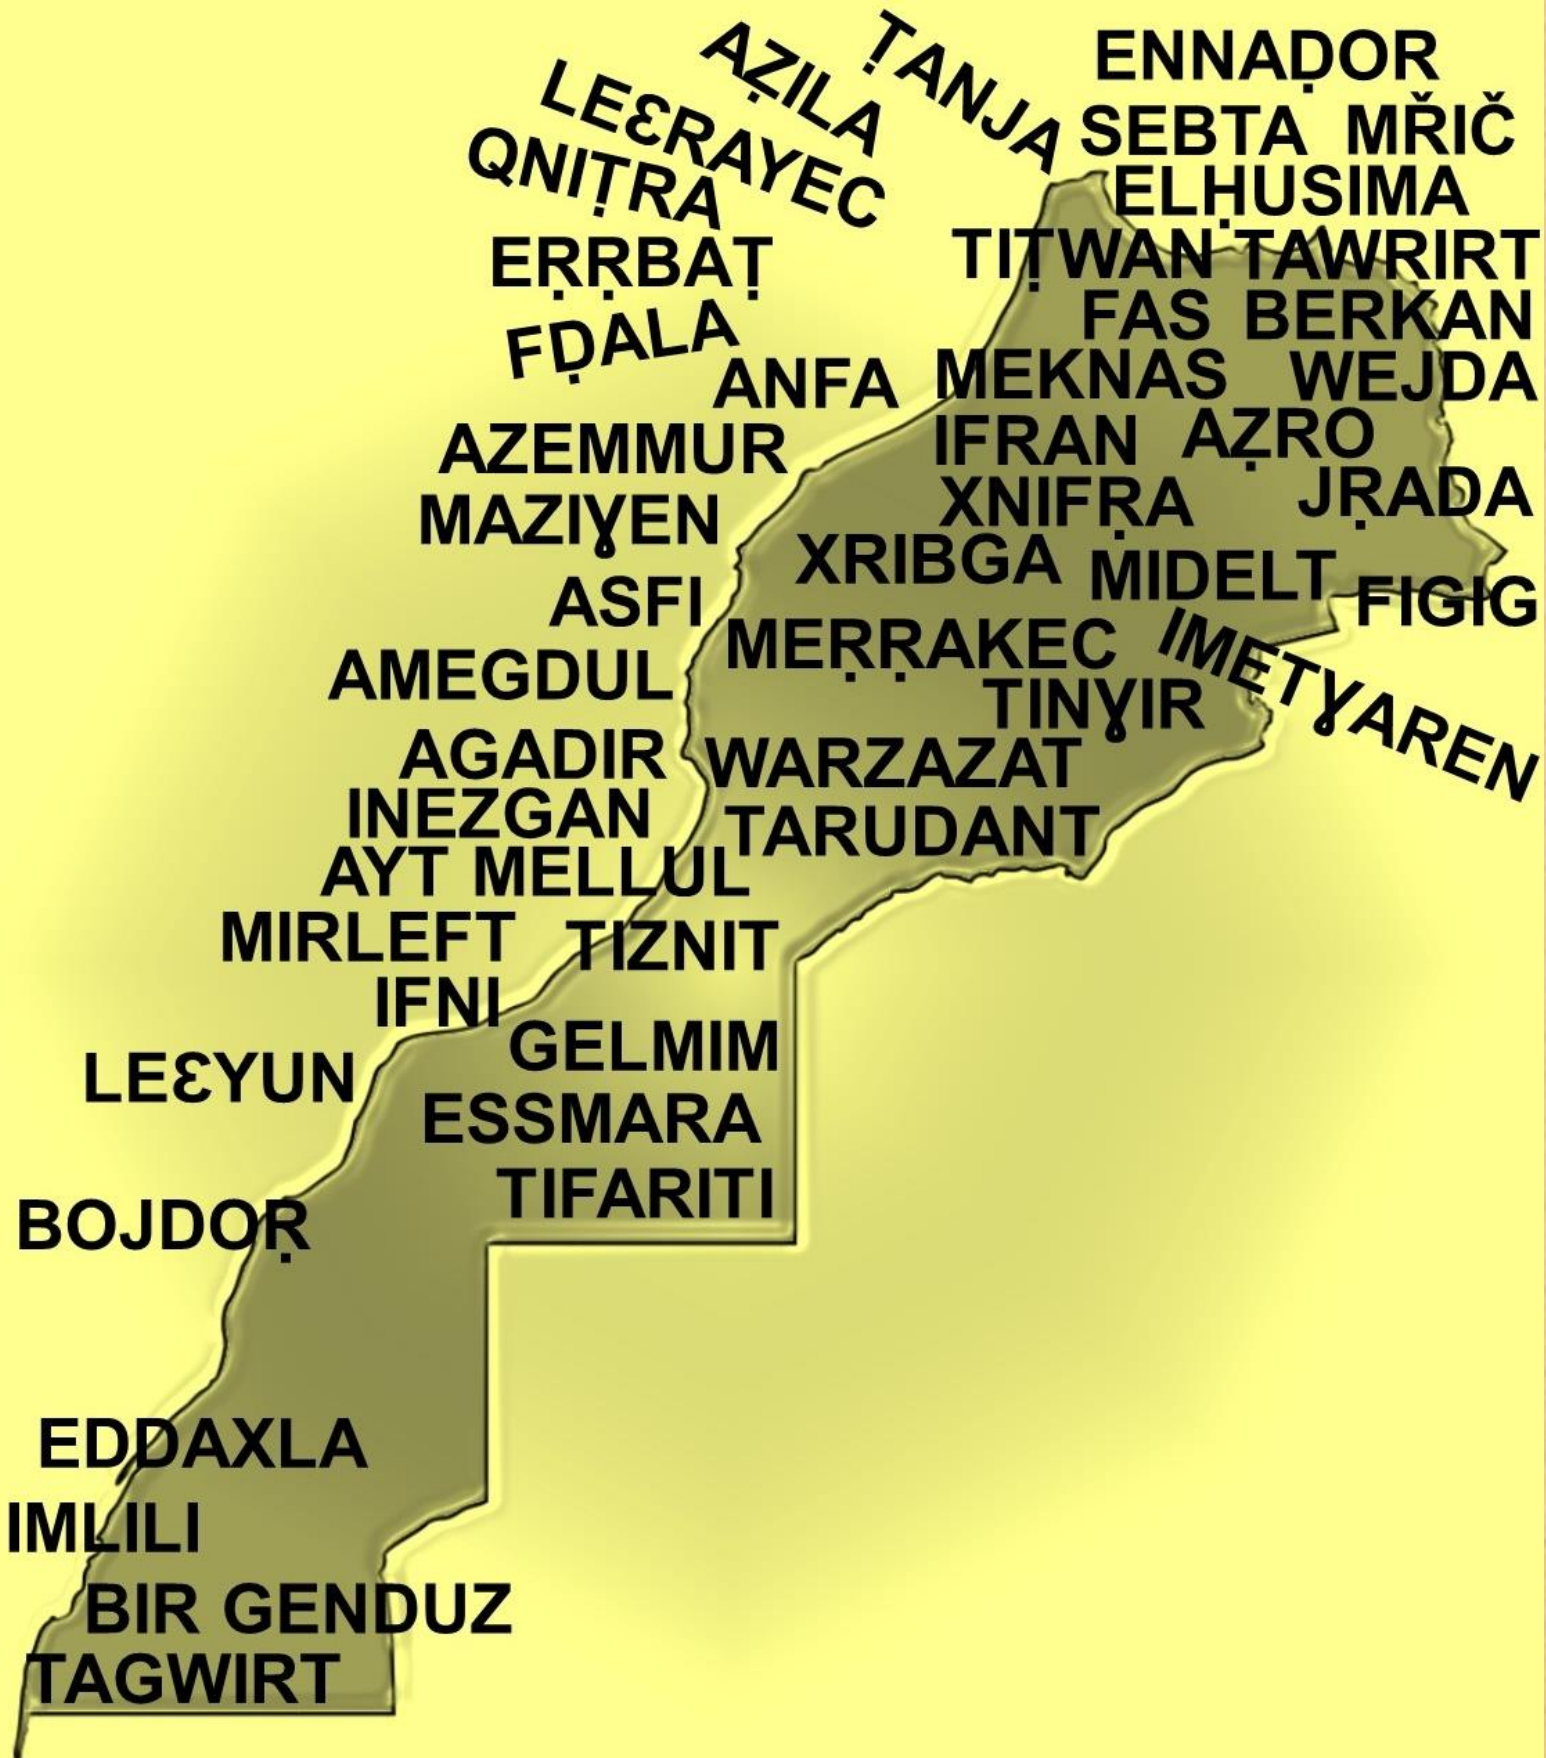 ṬANJA
ENNAḌOR
AẒILA
SEBTA MŘIČ
LEƐRAYEC
ELḤUSIMA
QNIṬRA
TIṬWAN TAWRIRT
EṚṚBAṬ
FAS BERKAN
FḌALA
ANFA MEKNAS WEJDA
AZEMMUR IFRAN AẒRO
MAZIƔEN XNIFṚA JṚADA
XRIBGA MIDELT FIGIG
ASFI
MEṚṚAKEC IMETƔAREN
AMEGDUL TINƔIR
AGADIR WARZAZAT
INEZGAN TARUDANT
AYT MELLUL
MIRLEFT TIZNIT
IFNI
GELMIM
LEƐYUN
ESSMARA
TIFARITI
BOJDOṚ
EDDAXLA
IMLILI
BIR GENDUZ
TAGWIRT